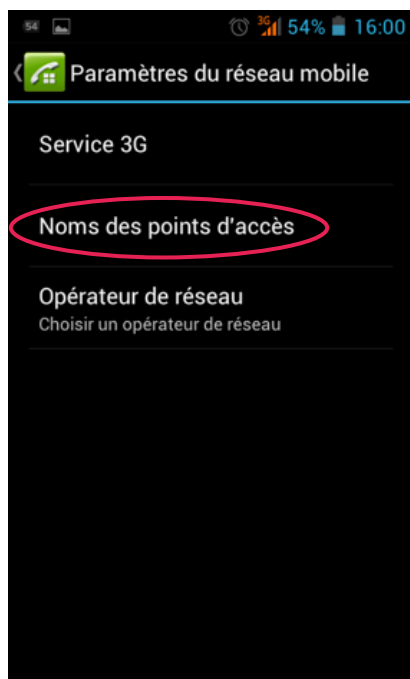 54 3G 54% 16:00
Paramètres du réseau mobile
Service 3G
Noms des points d'accès
Opérateur de réseau
Choisir un opérateur de réseau